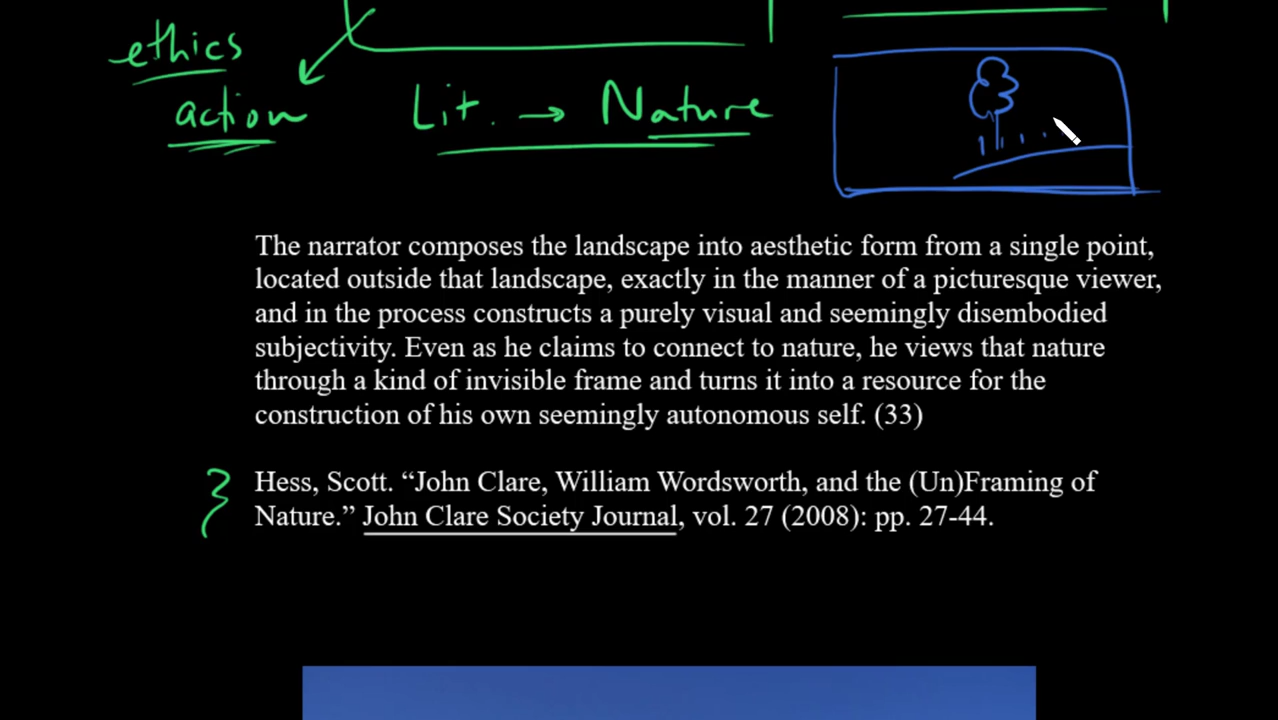 ethics
action
Lit. → Nature
The narrator composes the landscape into aesthetic form from a single point,
located outside that landscape, exactly in the manner of a picturesque viewer,
and in the process constructs a purely visual and seemingly disembodied
subjectivity. Even as he claims to connect to nature, he views that nature
through a kind of invisible frame and turns it into a resource for the
construction of his own seemingly autonomous self. (33)
Hess, Scott. “John Clare, William Wordsworth, and the (Un)Framing of
Nature.” John Clare Society Journal, vol. 27 (2008): pp. 27-44.